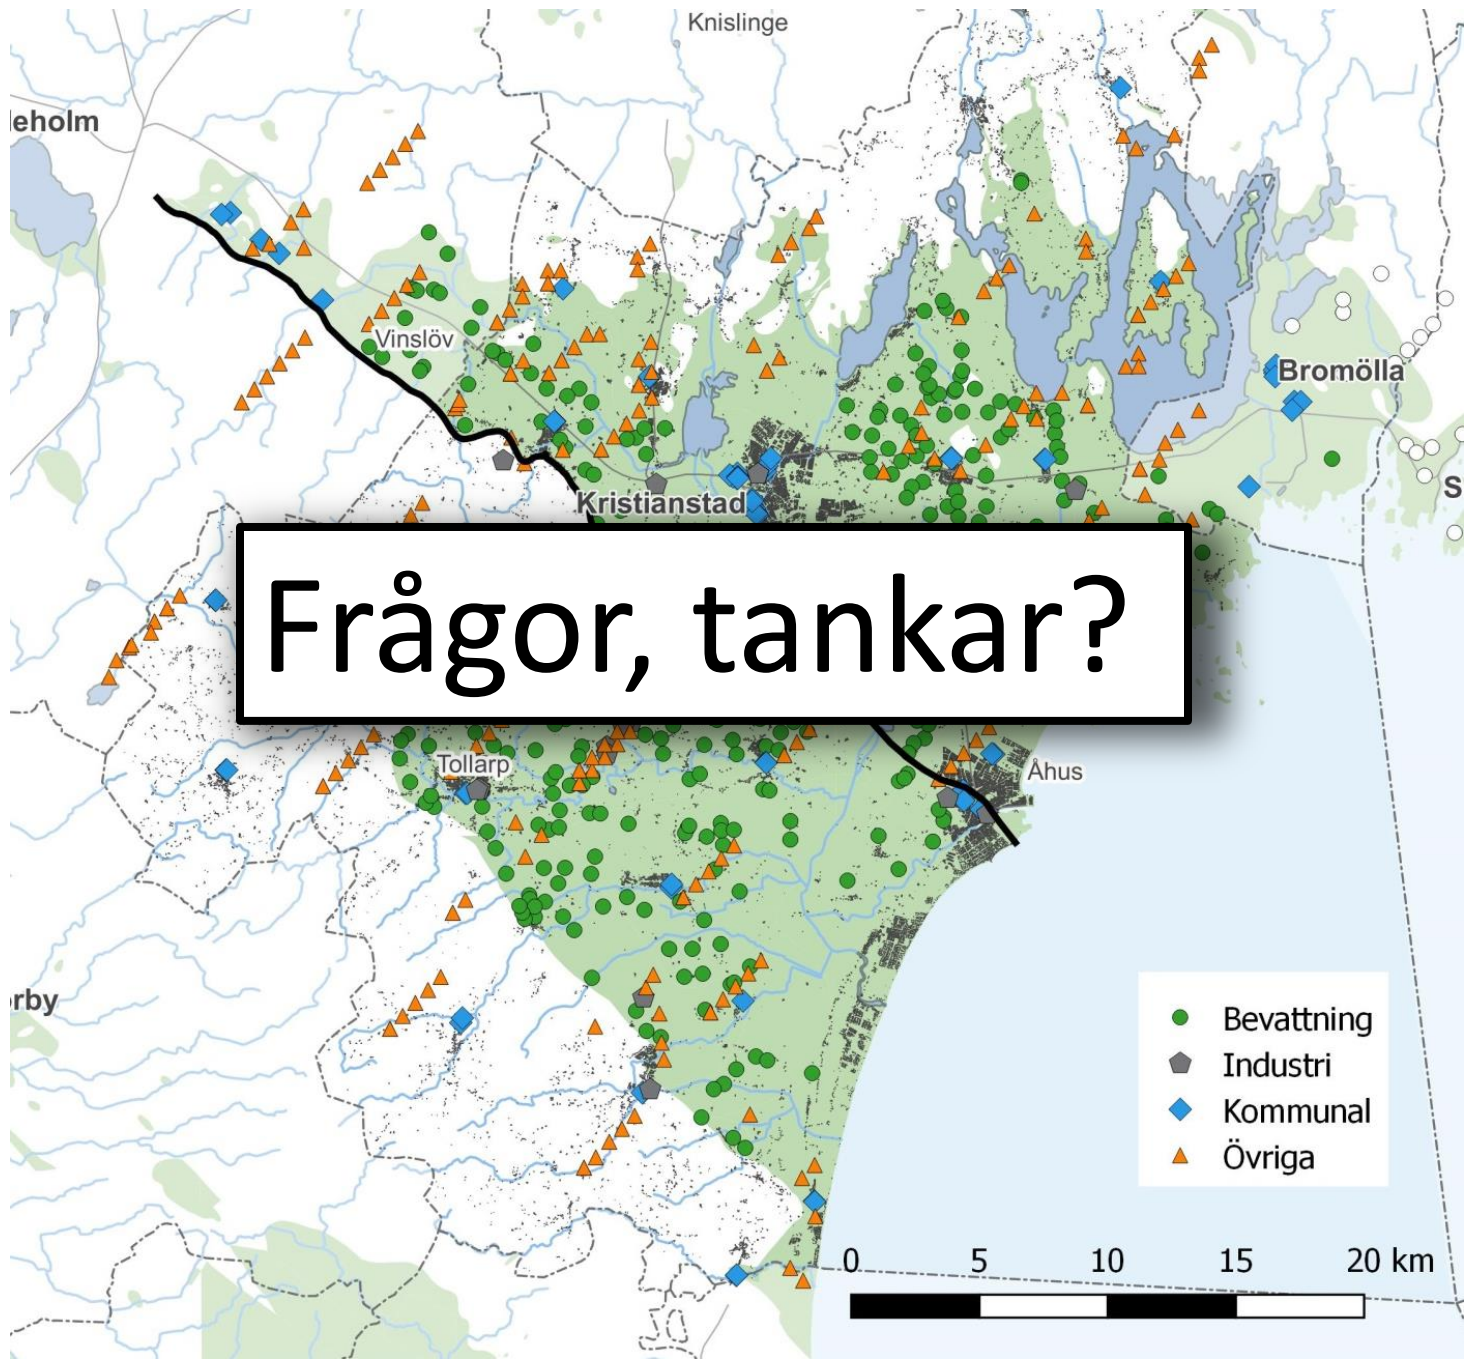 Knislinge
eholm
Vinslöv
Bromölla
Kristianstad
S
Frågor, tankar?
Tollarp
Åhus
rby
Bevattning
Industri
Kommunal
Övriga
0 5 10 15 20 km